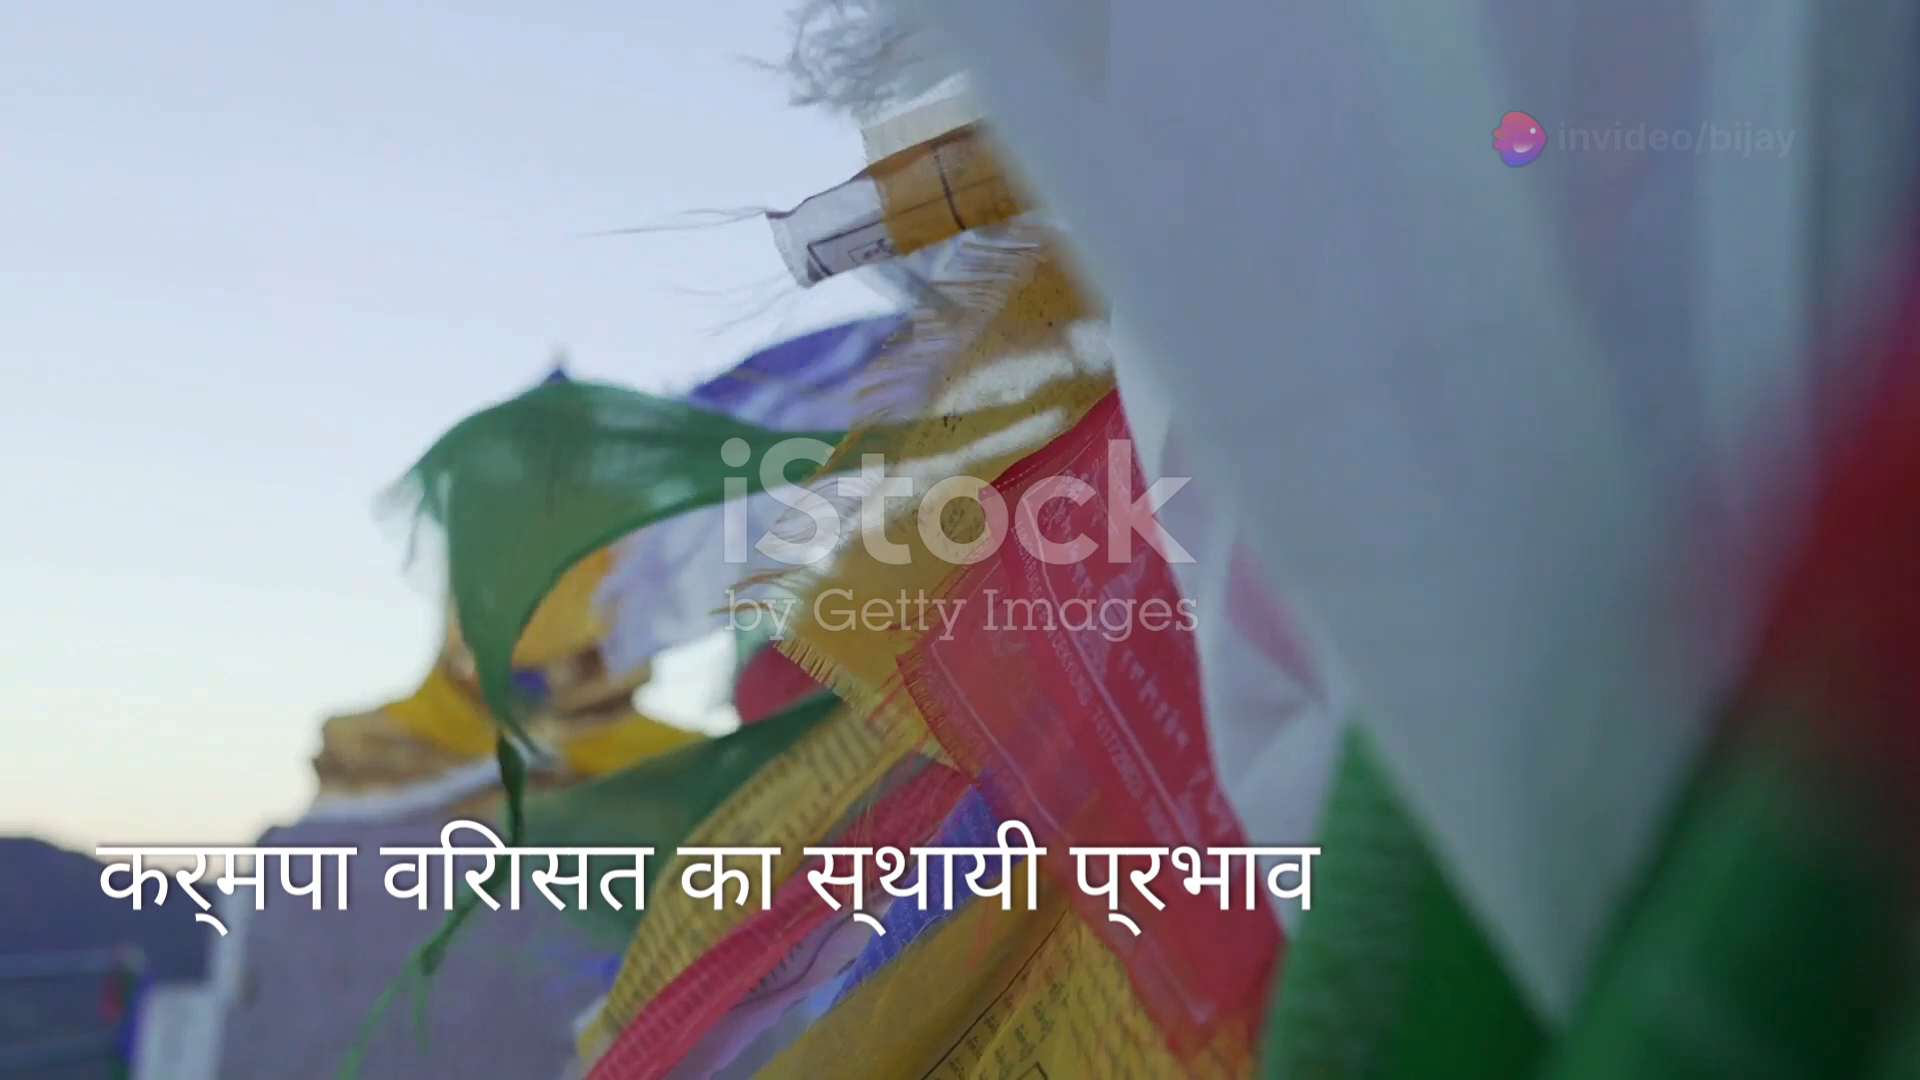 invideo/bijay
iStock
by Getty Images
कर्मपा विरासत का स्थायी प्रभाव